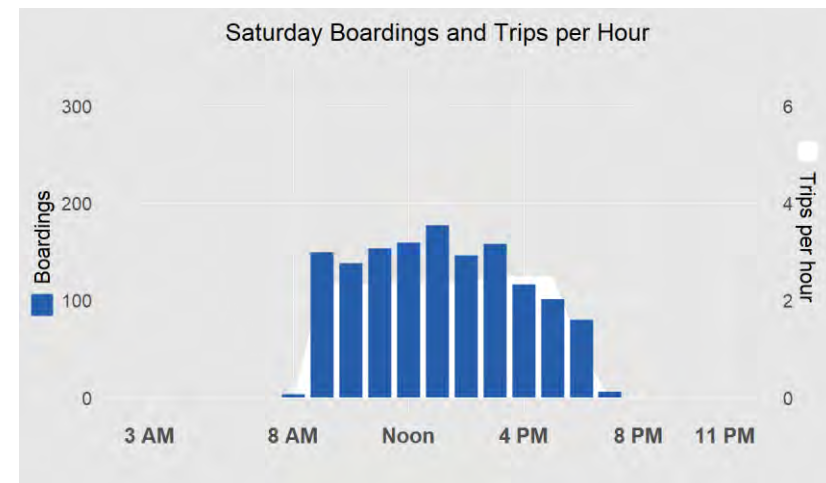 Saturday Boardings and Trips per Hour
300
200
100
0
Boardings
6
4
2
0
Trips per hour
3 AM 8 AM Noon 4 PM 8 PM 11 PM